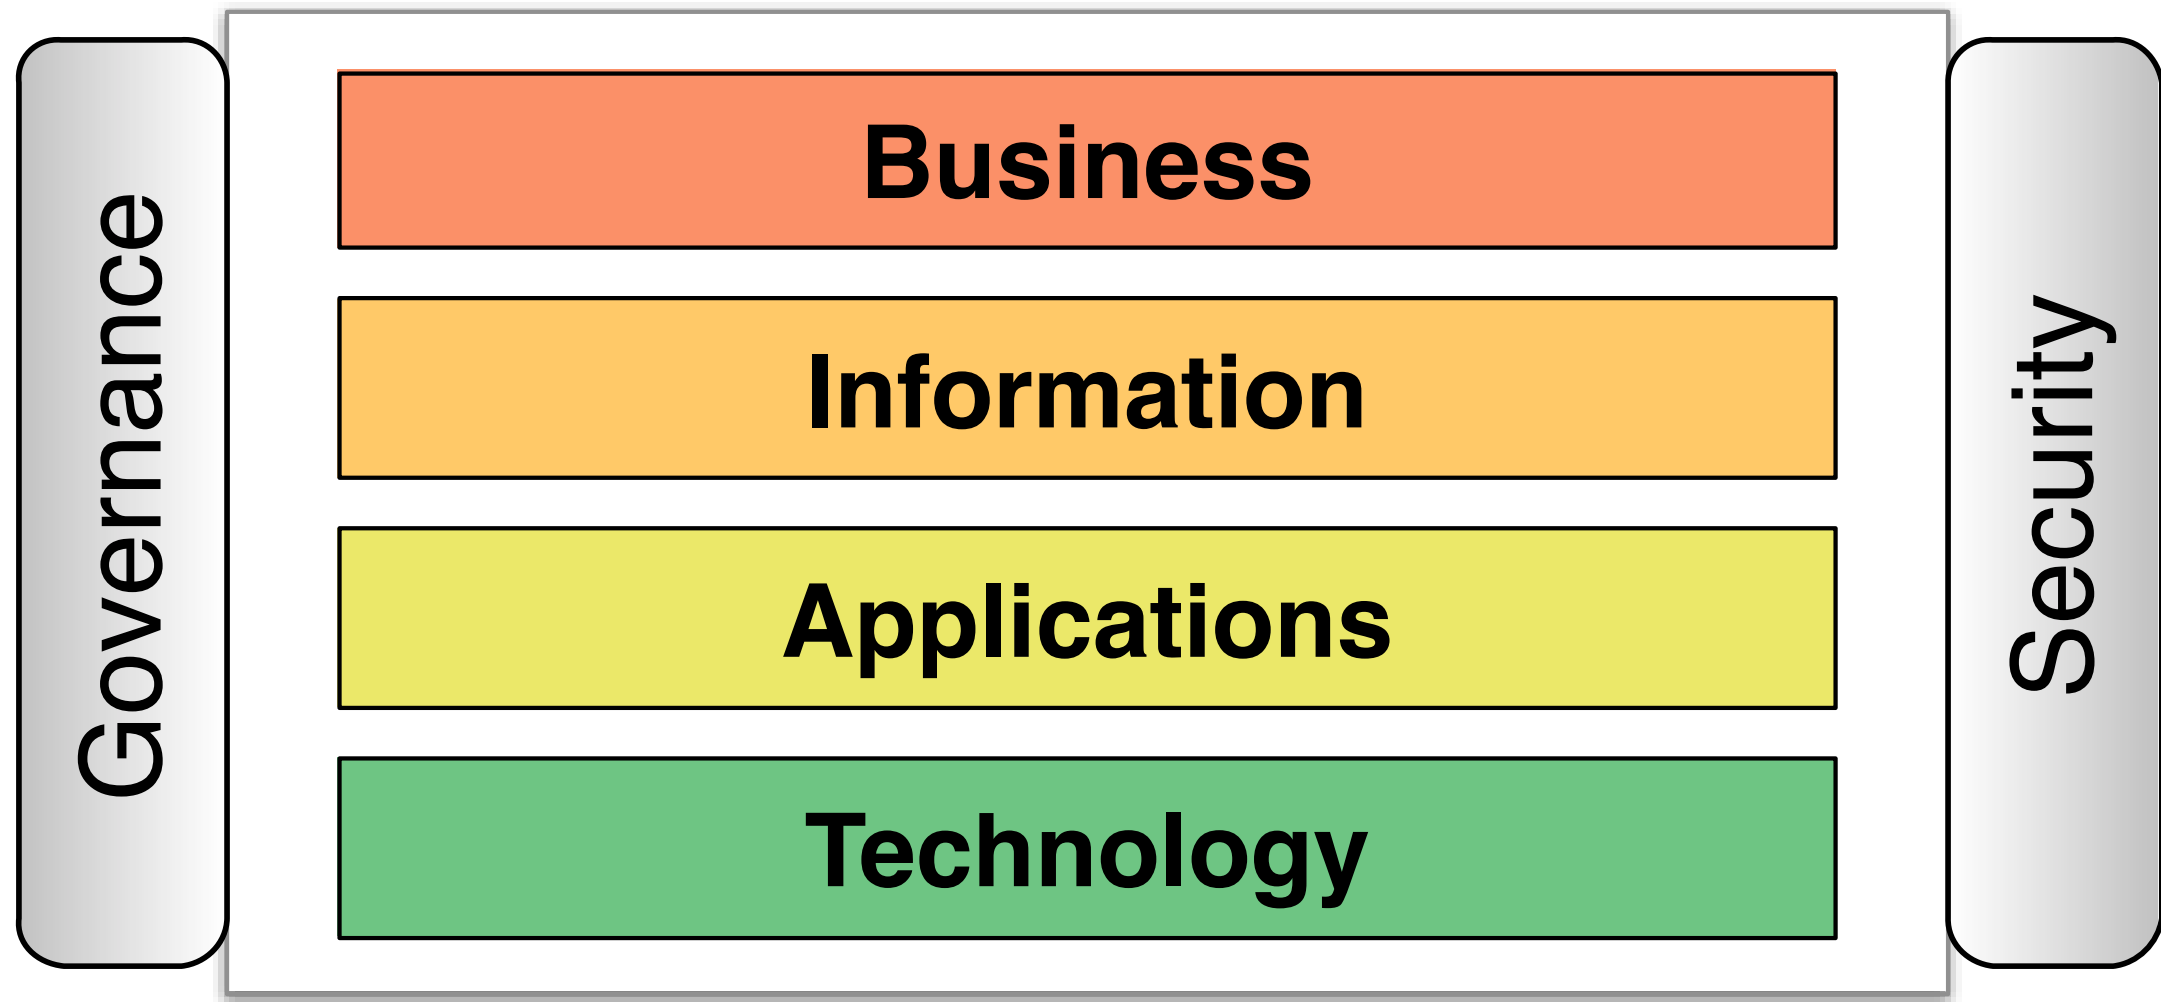 Governance
Business
Information
Applications
Technology
Security